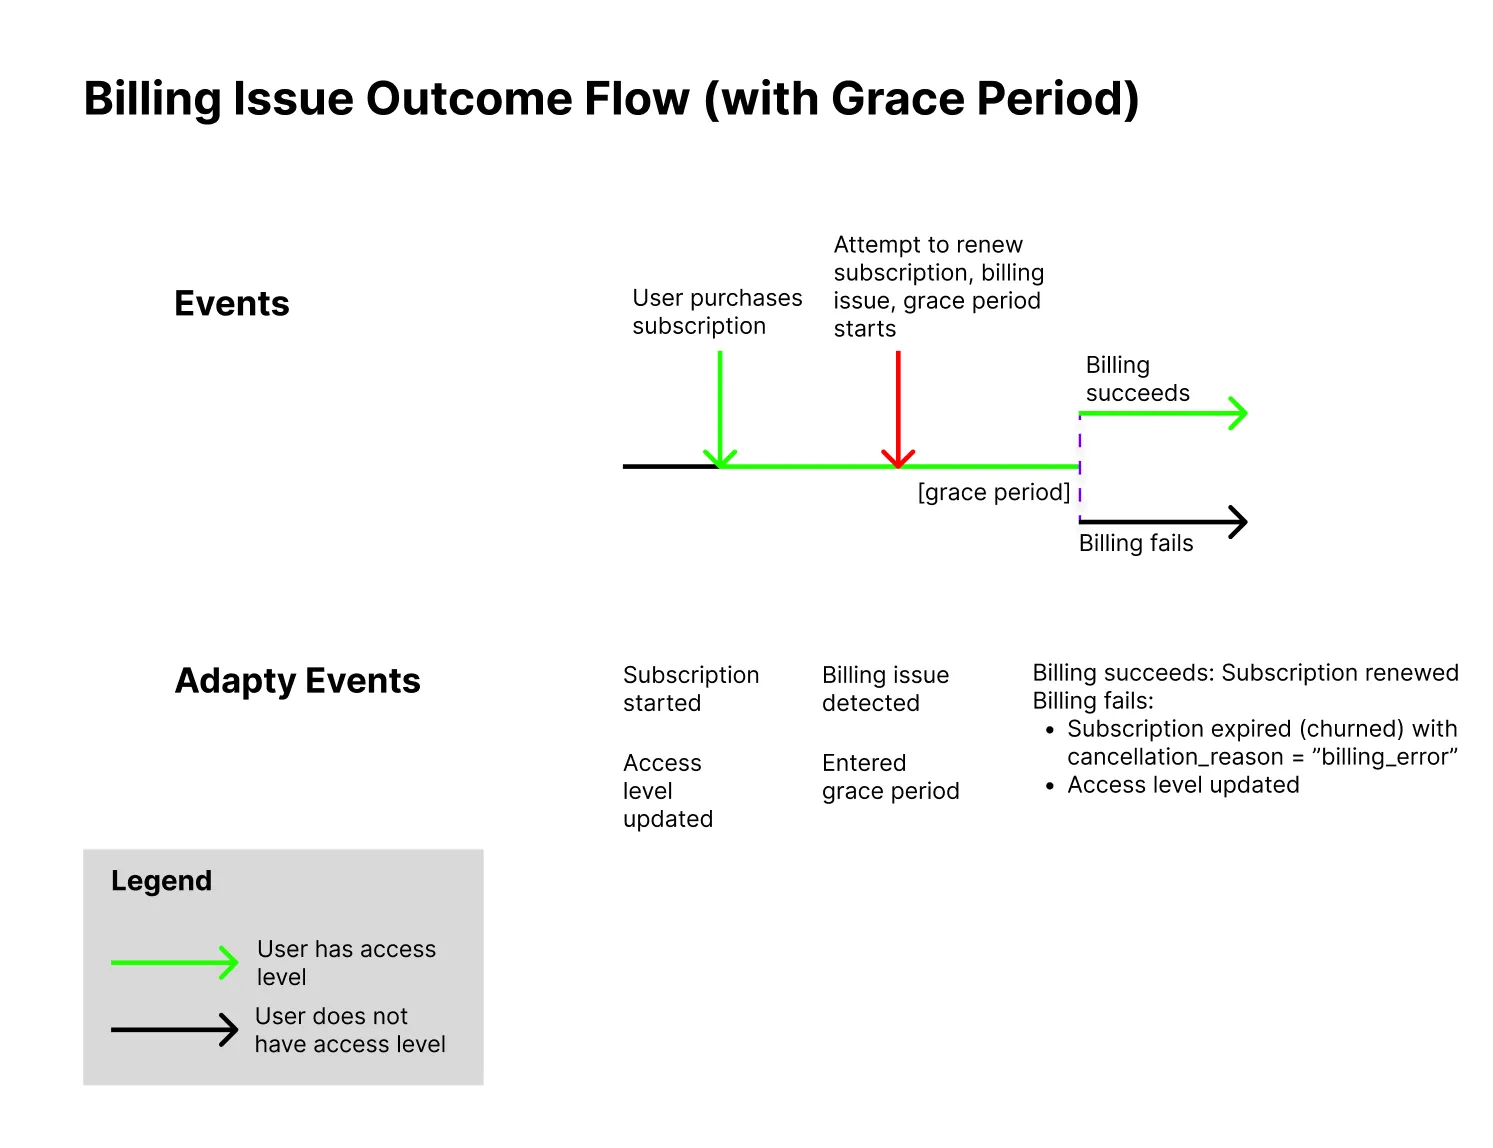 Billing Issue Outcome Flow (with Grace Period)
Events
User purchases
subscription
Attempt to renew
subscription, billing
issue, grace period
starts
Billing
succeeds
[grace period]
Billing fails
Adapty Events
Subscription
started
Access
level
updated
Billing issue
detected
Entered
grace period
Billing succeeds: Subscription renewed
Billing fails:
• Subscription expired (churned) with
cancellation_reason = ”billing_error”
• Access level updated
Legend
User has access
level
User does not
have access level